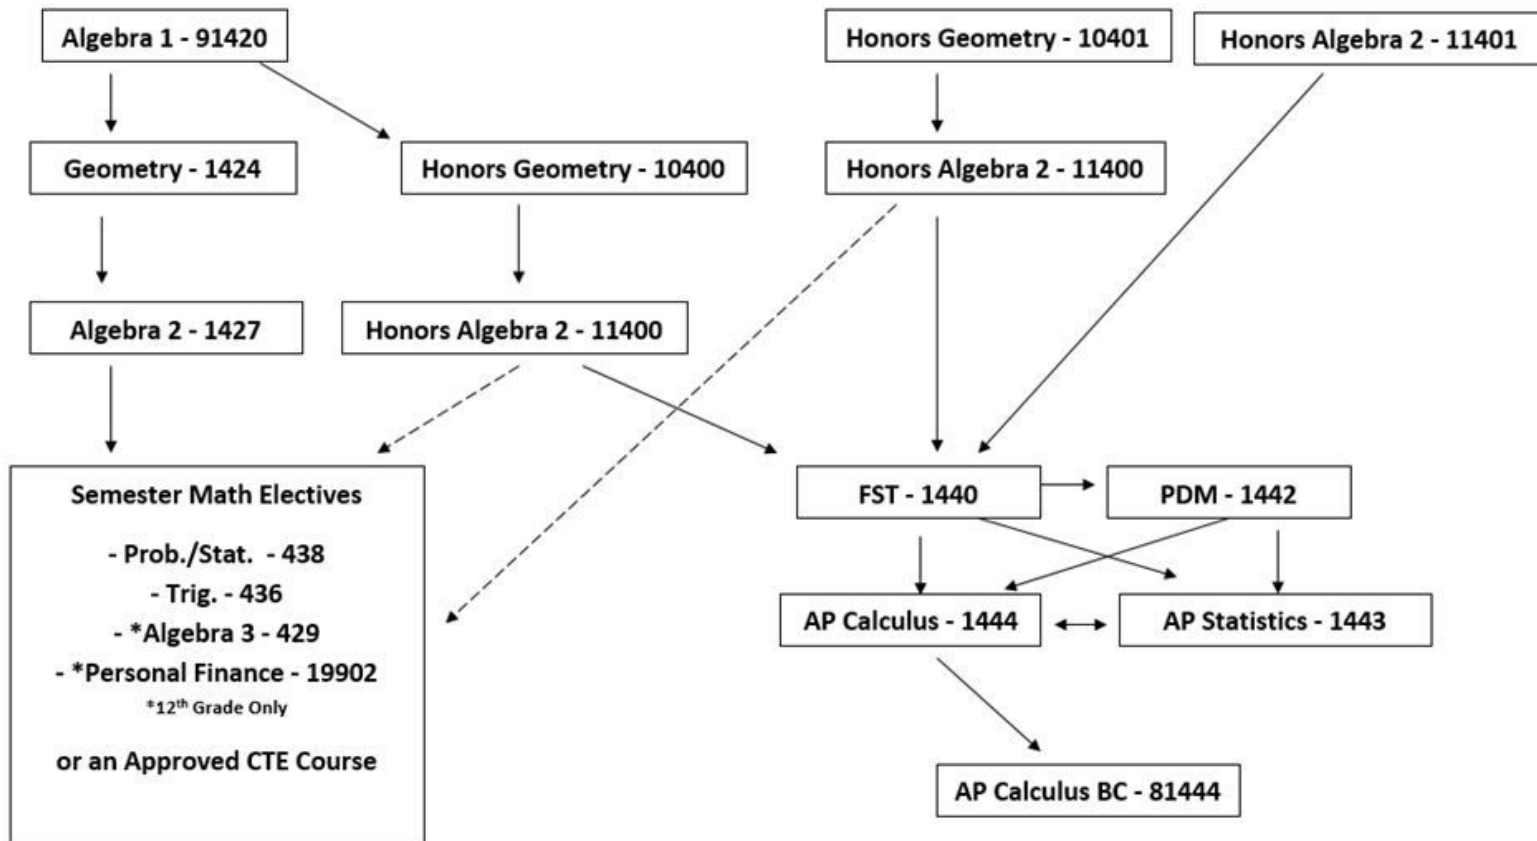 Algebra 1 - 91420
Honors Geometry - 10401
Honors Algebra 2 - 11401
Geometry - 1424
Honors Geometry - 10400
Honors Algebra 2 - 11400
Algebra 2 - 1427
Honors Algebra 2 - 11400
Semester Math Electives
- Prob./Stat. - 438
- Trig. - 436
- *Algebra 3 - 429
- *Personal Finance - 19902
*12th Grade Only
or an Approved CTE Course
FST - 1440
PDM - 1442
AP Calculus - 1444
AP Statistics - 1443
AP Calculus BC - 81444